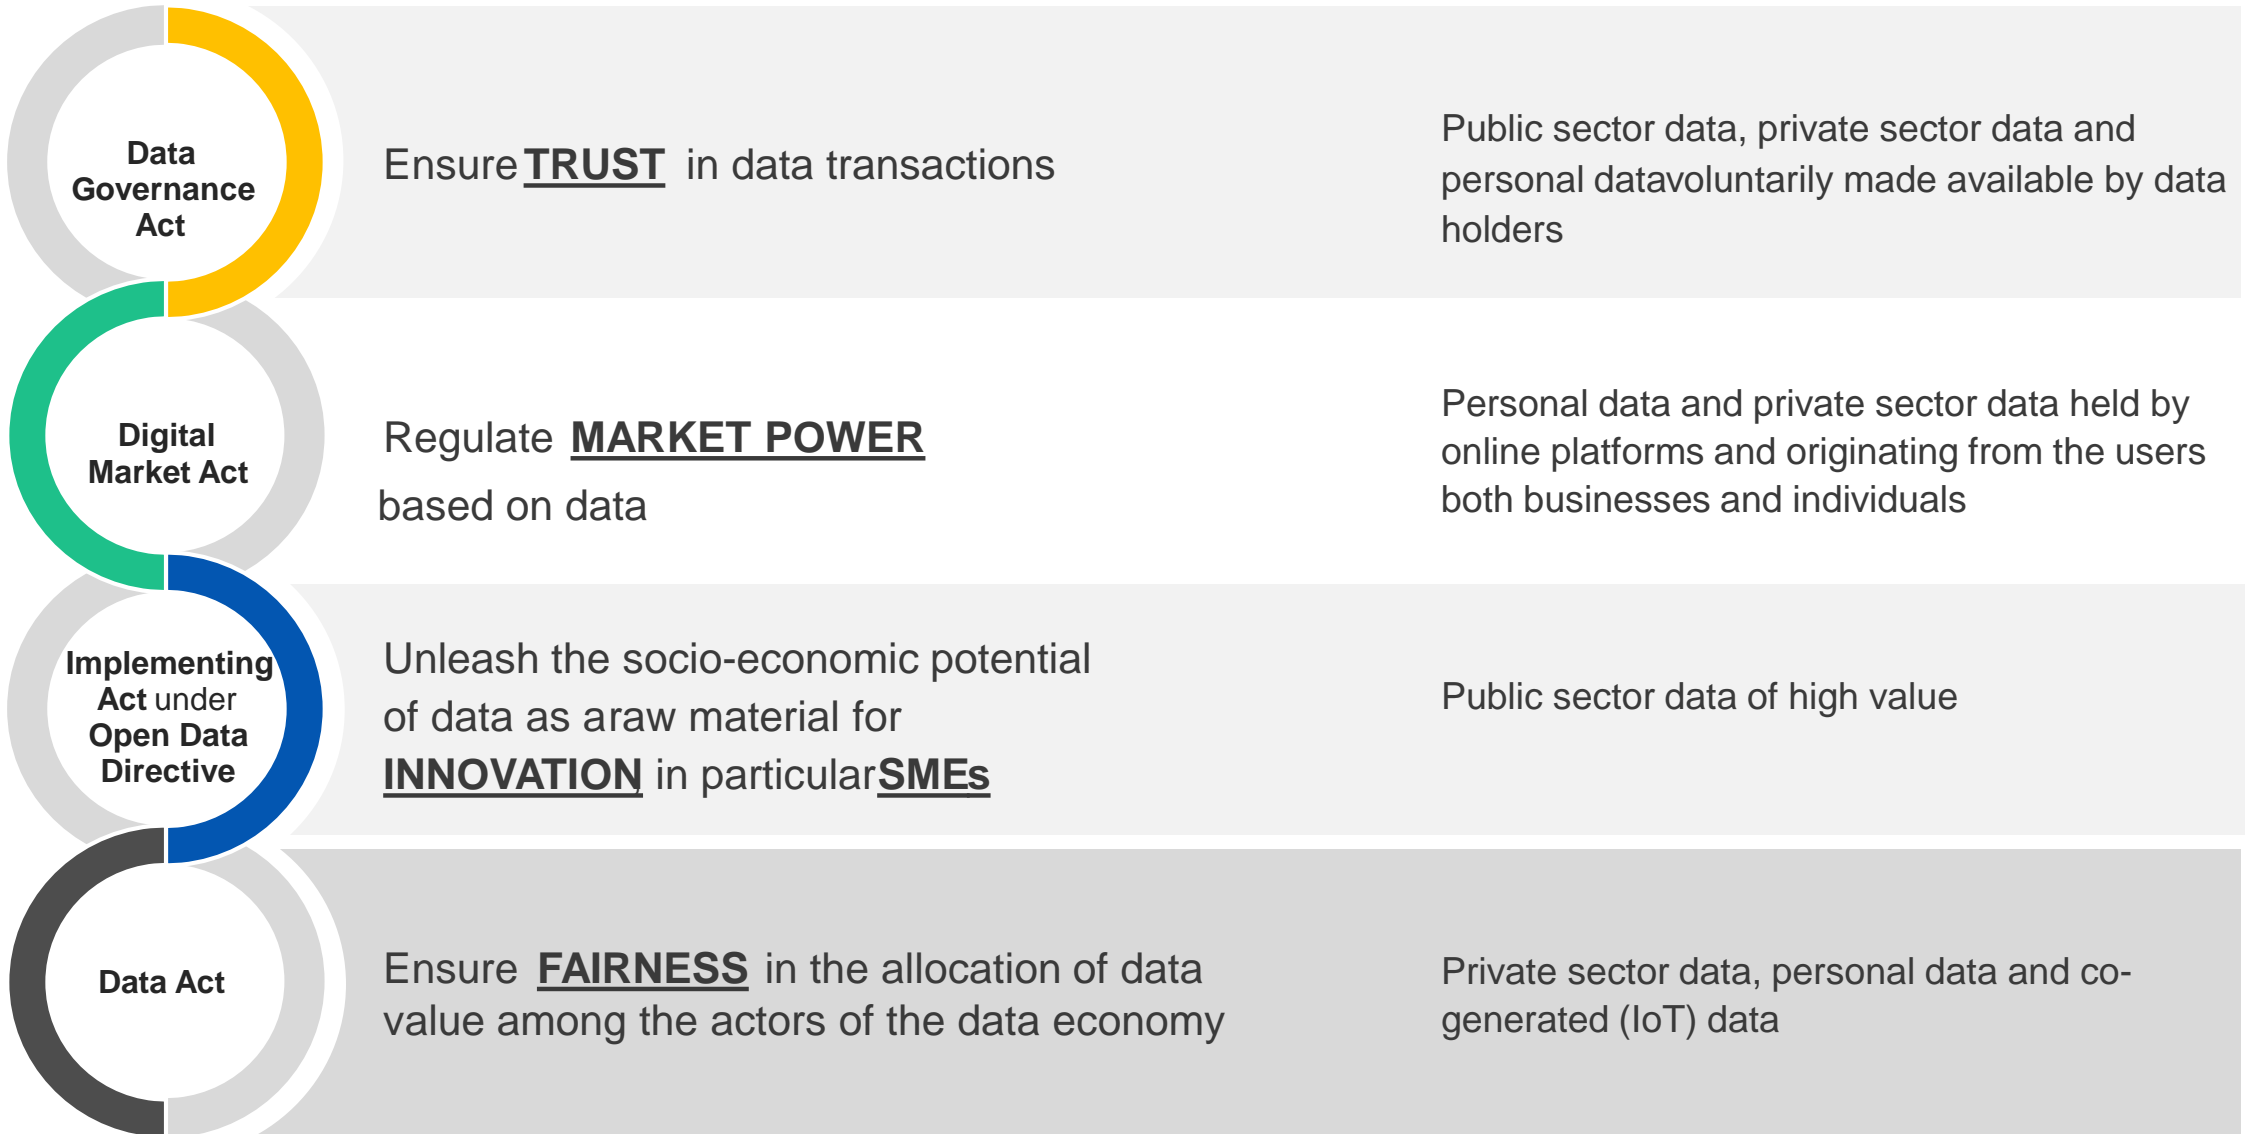 Data
Governance
Act
Ensure TRUST in data transactions
Public sector data, private sector data and
personal datavoluntarily made available by data
holders
Digital
Market Act
Regulate MARKET POWER
based on data
Personal data and private sector data held by
online platforms and originating from the users
both businesses and individuals
Implementing
Act under
Open Data
Directive
Unleash the socio-economic potential
of data as araw material for
INNOVATION, in particular SMEs
Public sector data of high value
Data Act
Ensure FAIRNESS in the allocation of data
value among the actors of the data economy
Private sector data, personal data and co-
generated (IoT) data